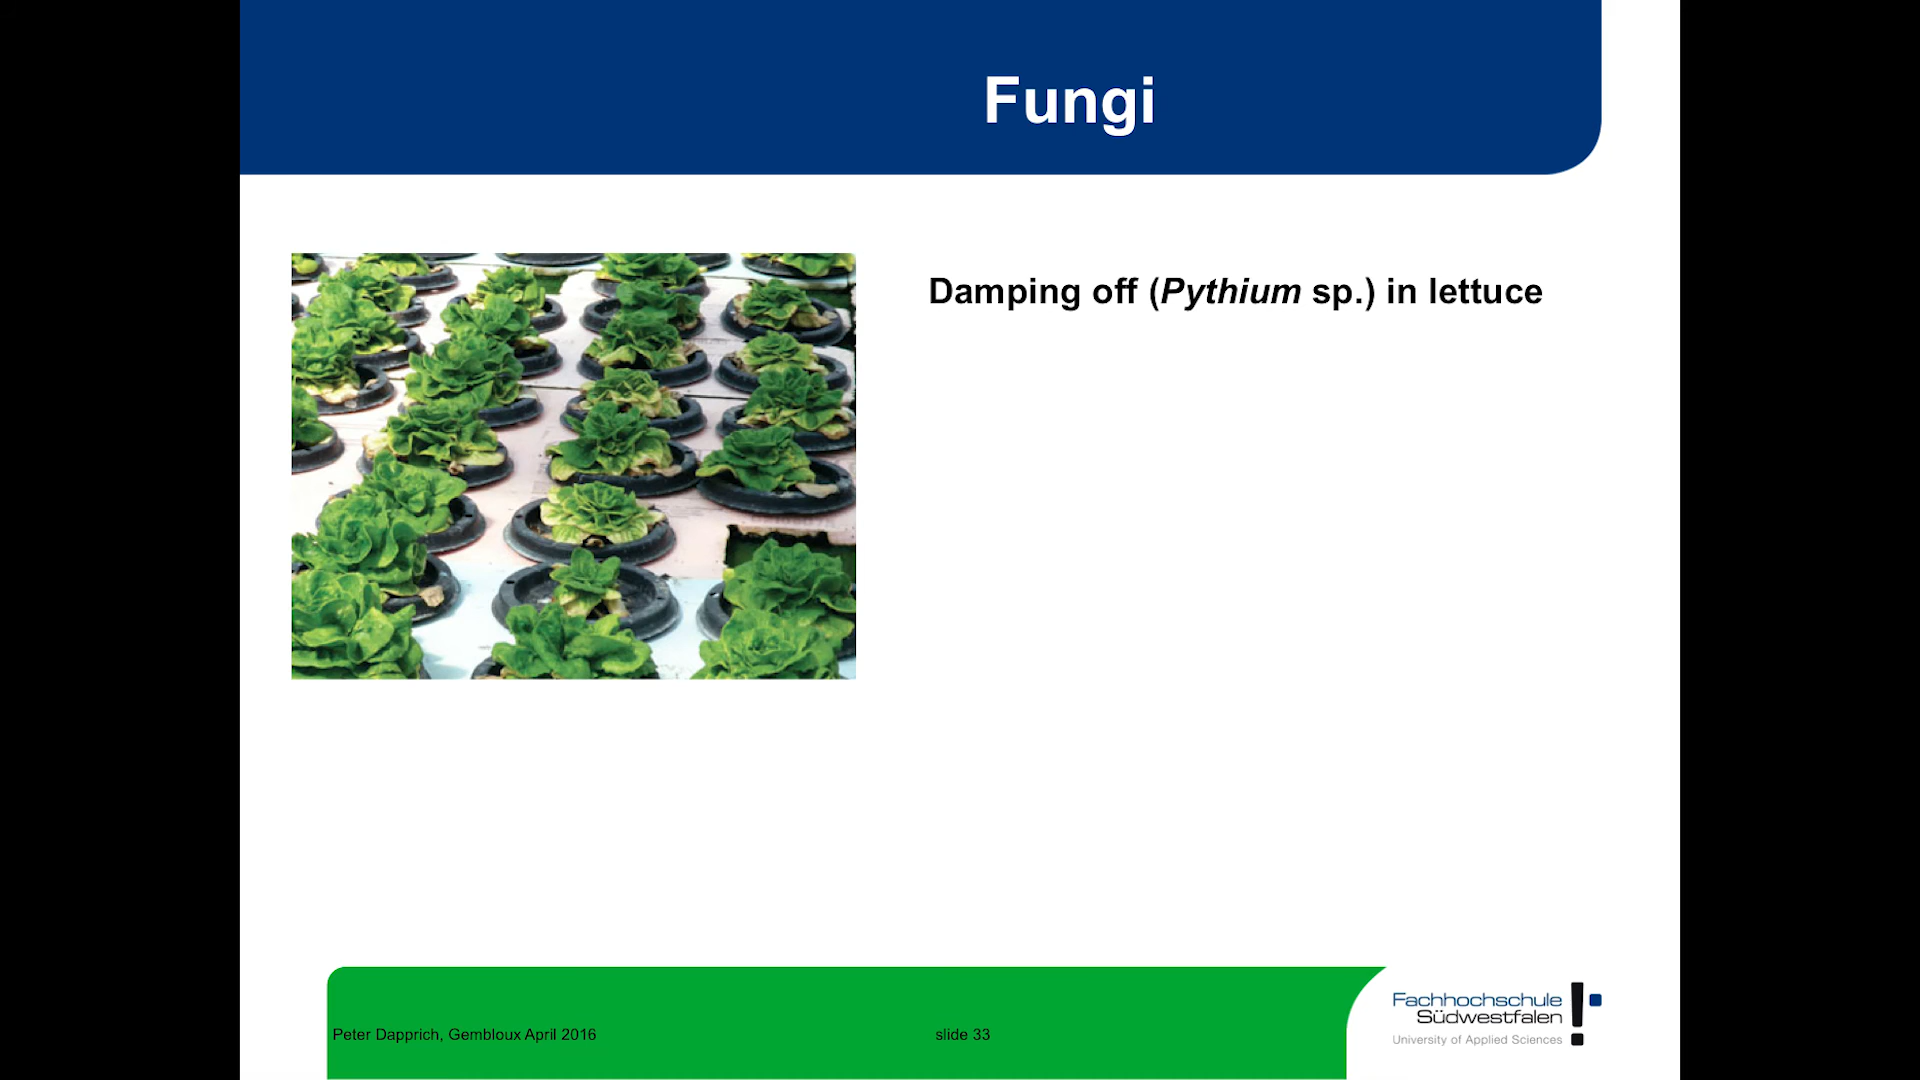 Fungi
Damping off (Pythium sp.) in lettuce
Peter Dapprich, Gembloux April 2016
slide 33
Fachhochschule
Südwestfalen
University of Applied Sciences